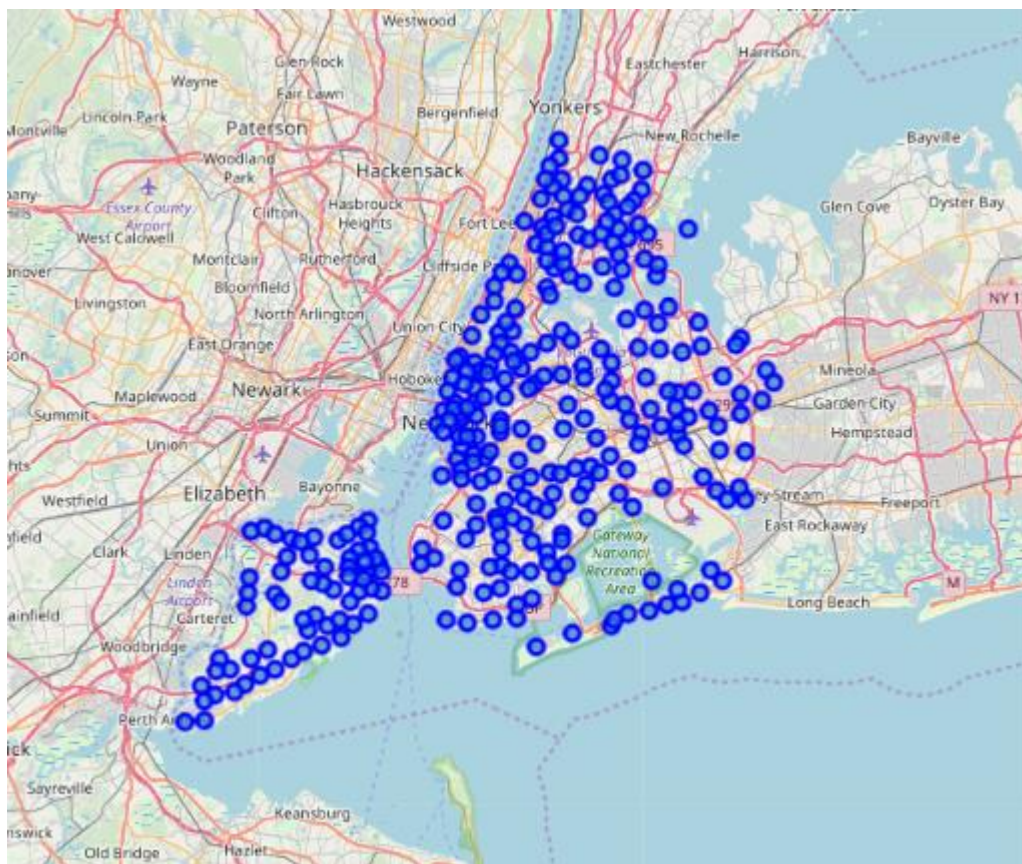 Westwood
Harrison
Glen Rock
Eastchester
Wayne
Fair Lawn
Yonkers
Bergenfield
Lincoln Park
Paterson
New Rochelle
Bayville
Woodland
Park
Hackensack
Essex County
Airport
Clifton
Hasbrouck
Heights
Fort Lee
Glen Cove
Oyster Bay
West Caldwell
Montclair
Rutherford
Cliffside P
Livingston
Bloomfield
North Arlington
NY 1
Union City
East Orange
Mineola
Maplewood
Newark
Hoboke
Garden City
Summit
Union
Hempstead
Bayonne
Westfield
Elizabeth
ey Stream
Freeport
East Rockaway
Clark
Linden
Gateway
National
Recreation
Area
Linden
Airport
78
M
Long Beach
Carteret
Woodbridge
Perth A
Sayreville
Keansburg
Old Bridge
Hazlet